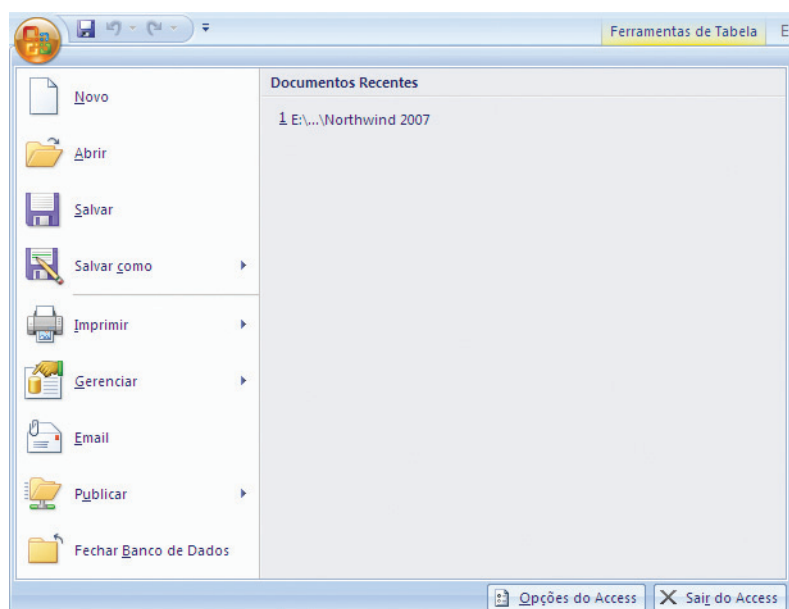 Ferramentas de Tabela
E
Novo
Abrir
Salvar
Salvar como
Imprimir
Gerenciar
Email
Publicar
Fechar Banco de Dados
Documentos Recentes
1 E:\...\Northwind 2007
Opções do Access
Sair do Access